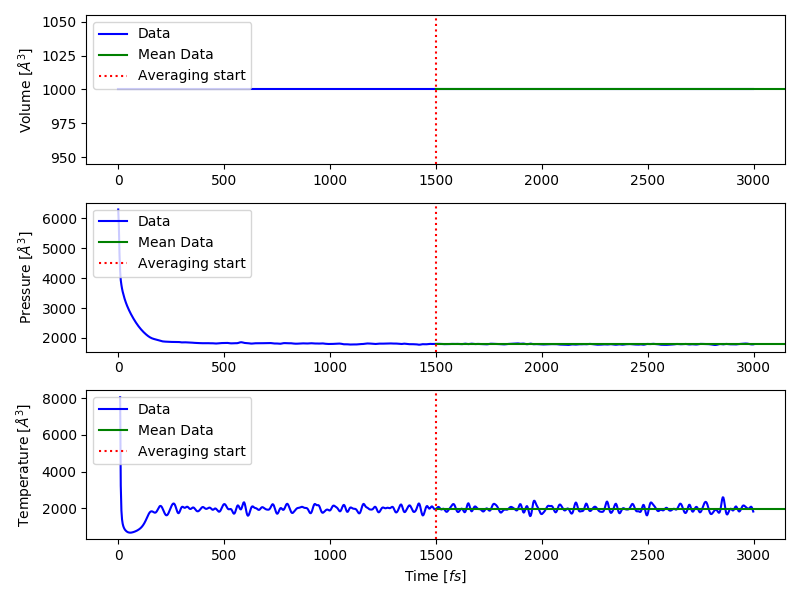 Volume [Å³]
1050
1025
1000
975
950
Data
Mean Data
Averaging start
0 500 1000 1500 2000 2500 3000
Pressure [Å³]
6000
5000
4000
3000
2000
Data
Mean Data
Averaging start
0 500 1000 1500 2000 2500 3000
Temperature [Å³]
8000
6000
4000
2000
Data
Mean Data
Averaging start
0 500 1000 1500 2000 2500 3000
Time [fs]